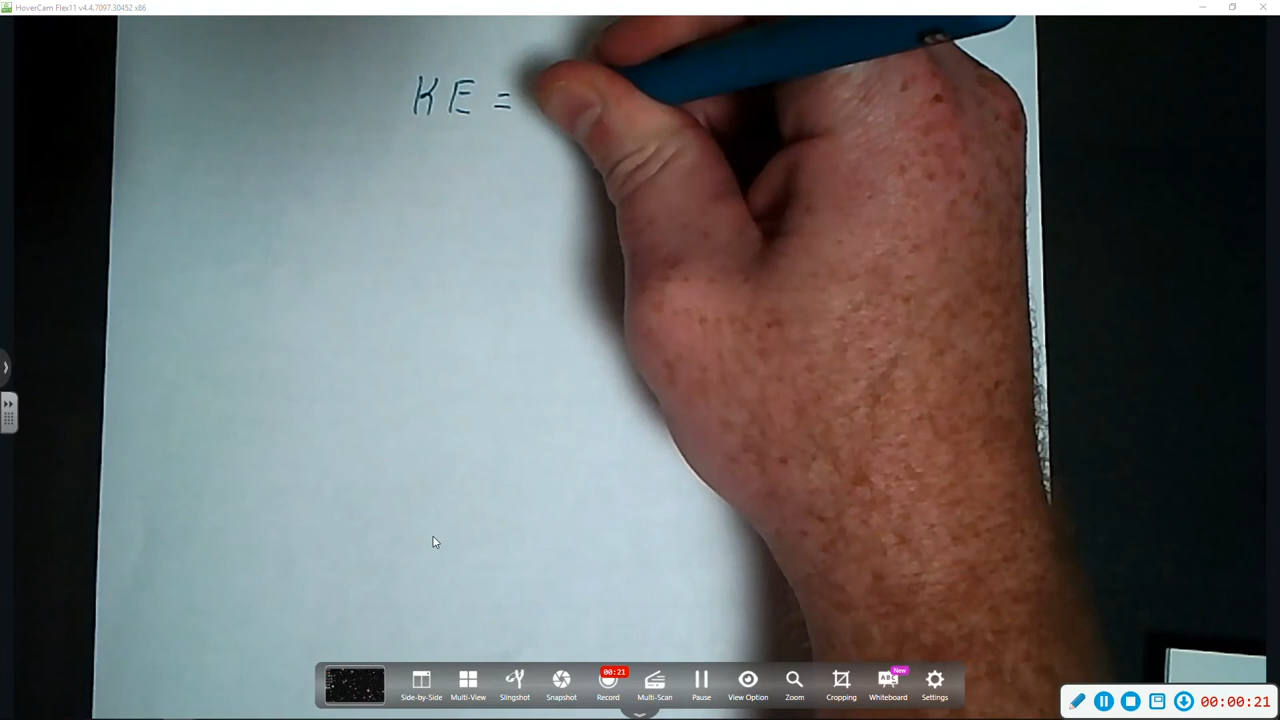 HoverCam Flex11 v4.4.7097.30452 x86
KE =
00:21
New
ABC
Side-by-Side Multi-View Slingshot Snapshot Record Multi-Scan Pause View Option Zoom Cropping Whiteboard Settings
00:00:21